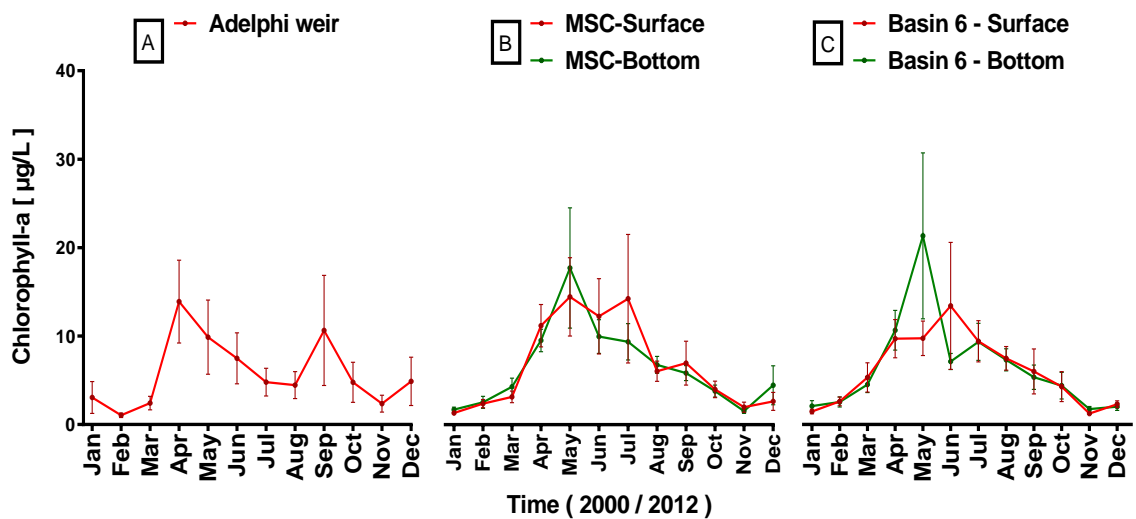 A
Adelphi weir
B
MSC-Surface
MSC-Bottom
C
Basin 6 - Surface
Basin 6 - Bottom
Chlorophyll-a [ µg/L ]
40
30
20
10
0
Jan Feb Mar Apr May Jun Jul Aug Sep Oct Nov Dec
Jan Feb Mar Apr May Jun Jul Aug Sep Oct Nov Dec
Jan Feb Mar Apr May Jun Jul Aug Sep Oct Nov Dec
Time ( 2000 / 2012 )